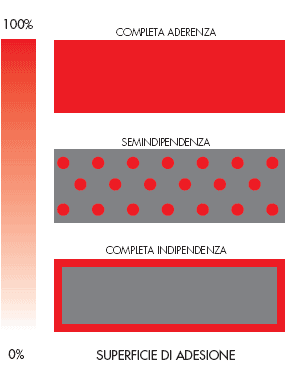 100%
COMPLETA ADERENZA
SEMINDIPENDENZA
COMPLETA INDIPENDENZA
0%
SUPERFICIE DI ADESIONE